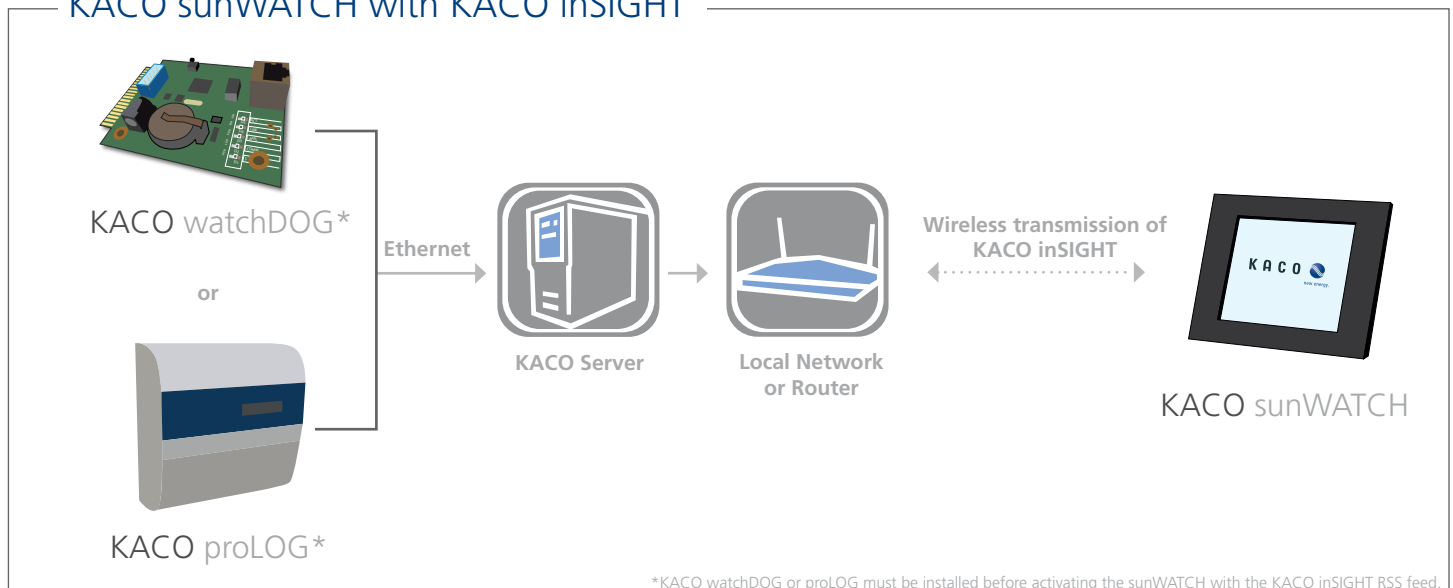 KACO sunWATCH with KACO inSIGHT
KACO watchDOG*
or
KACO proLOG*
Ethernet
KACO Server
Local Network
or Router
Wireless transmission of
KACO inSIGHT
KACO
new energy.
KACO sunWATCH
*KACO watchDOG or proLOG must be installed before activating the sunWATCH with the KACO inSIGHT RSS feed.